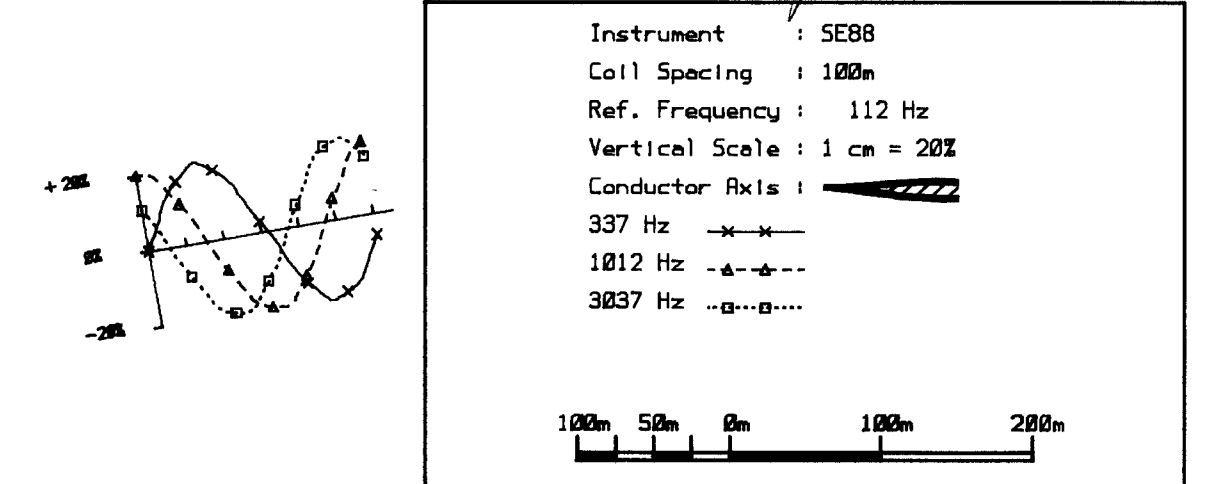 + 20%
0%
-20%
Instrument : SE88
Coil Spacing : 100m
Ref. Frequency : 112 Hz
Vertical Scale : 1 cm = 20%
Conductor Axis :
337 Hz
1012 Hz
3037 Hz
100m 50m 0m 100m 200m